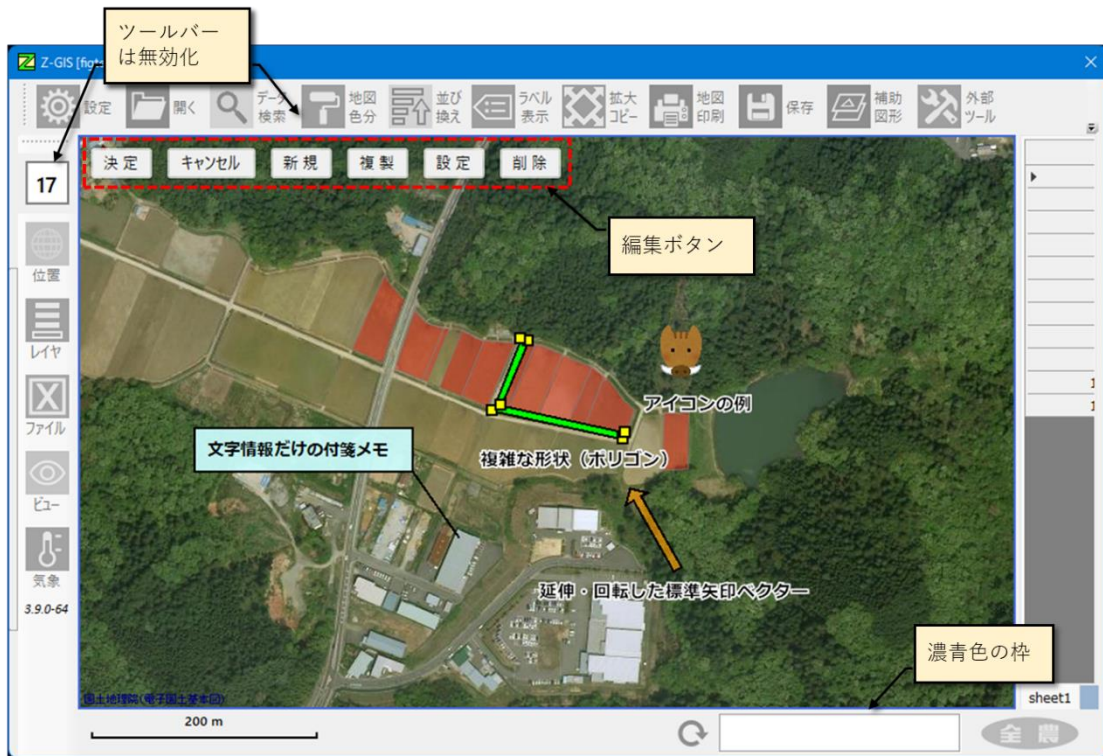 ツールバー
は無効化
Z-GIS
設定
開く
データ
検索
地図
色分
並び
換え
ラベル
表示
拡大
コピー
地図
印刷
保存
補助
図形
外部
ツール
17
決定
キャンセル
新規
複製
設定
削除
編集ボタン
位置
レイヤ
ファイル
ビュー
気象
3.9.0-64
アイコンの例
文字情報だけの付箋メモ
複雑な形状（ポリゴン）
延伸・回転した標準矢印ベクター
1
1
濃青色の枠
国土地理院(電子国土基本図)
sheet1
200 m
全農